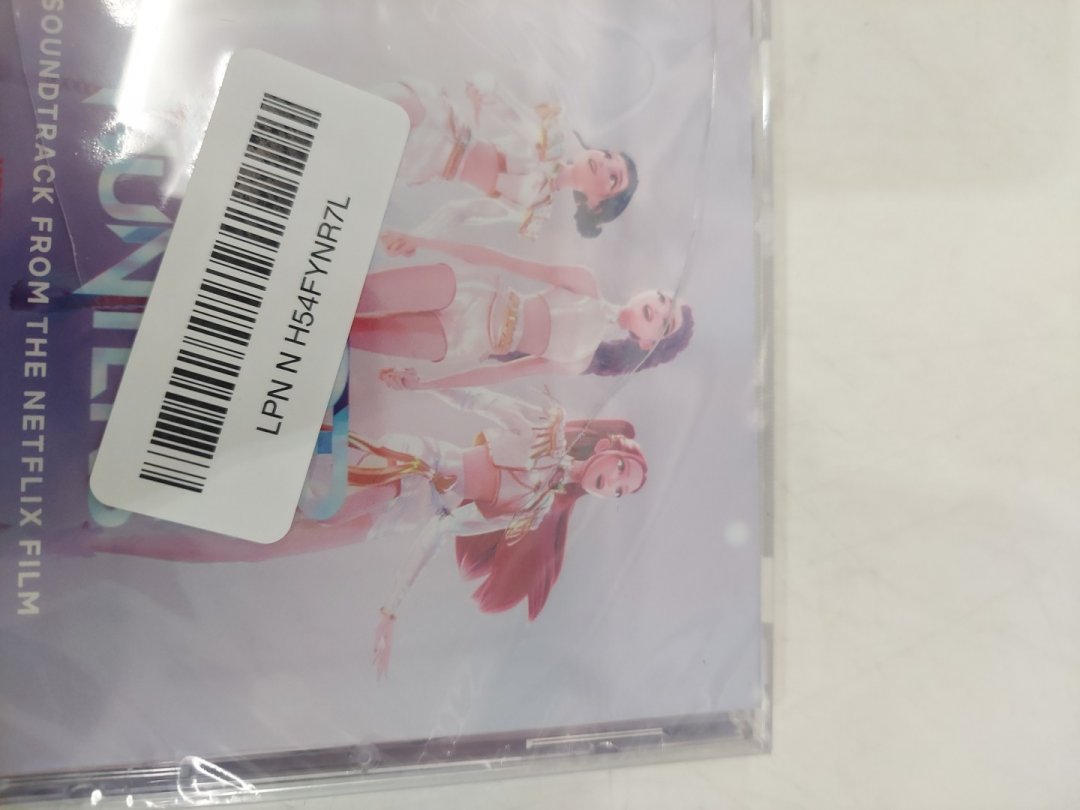 SOUNDTRACK FROM THE NETFLIX FILM
LPN N H54FYNR7L